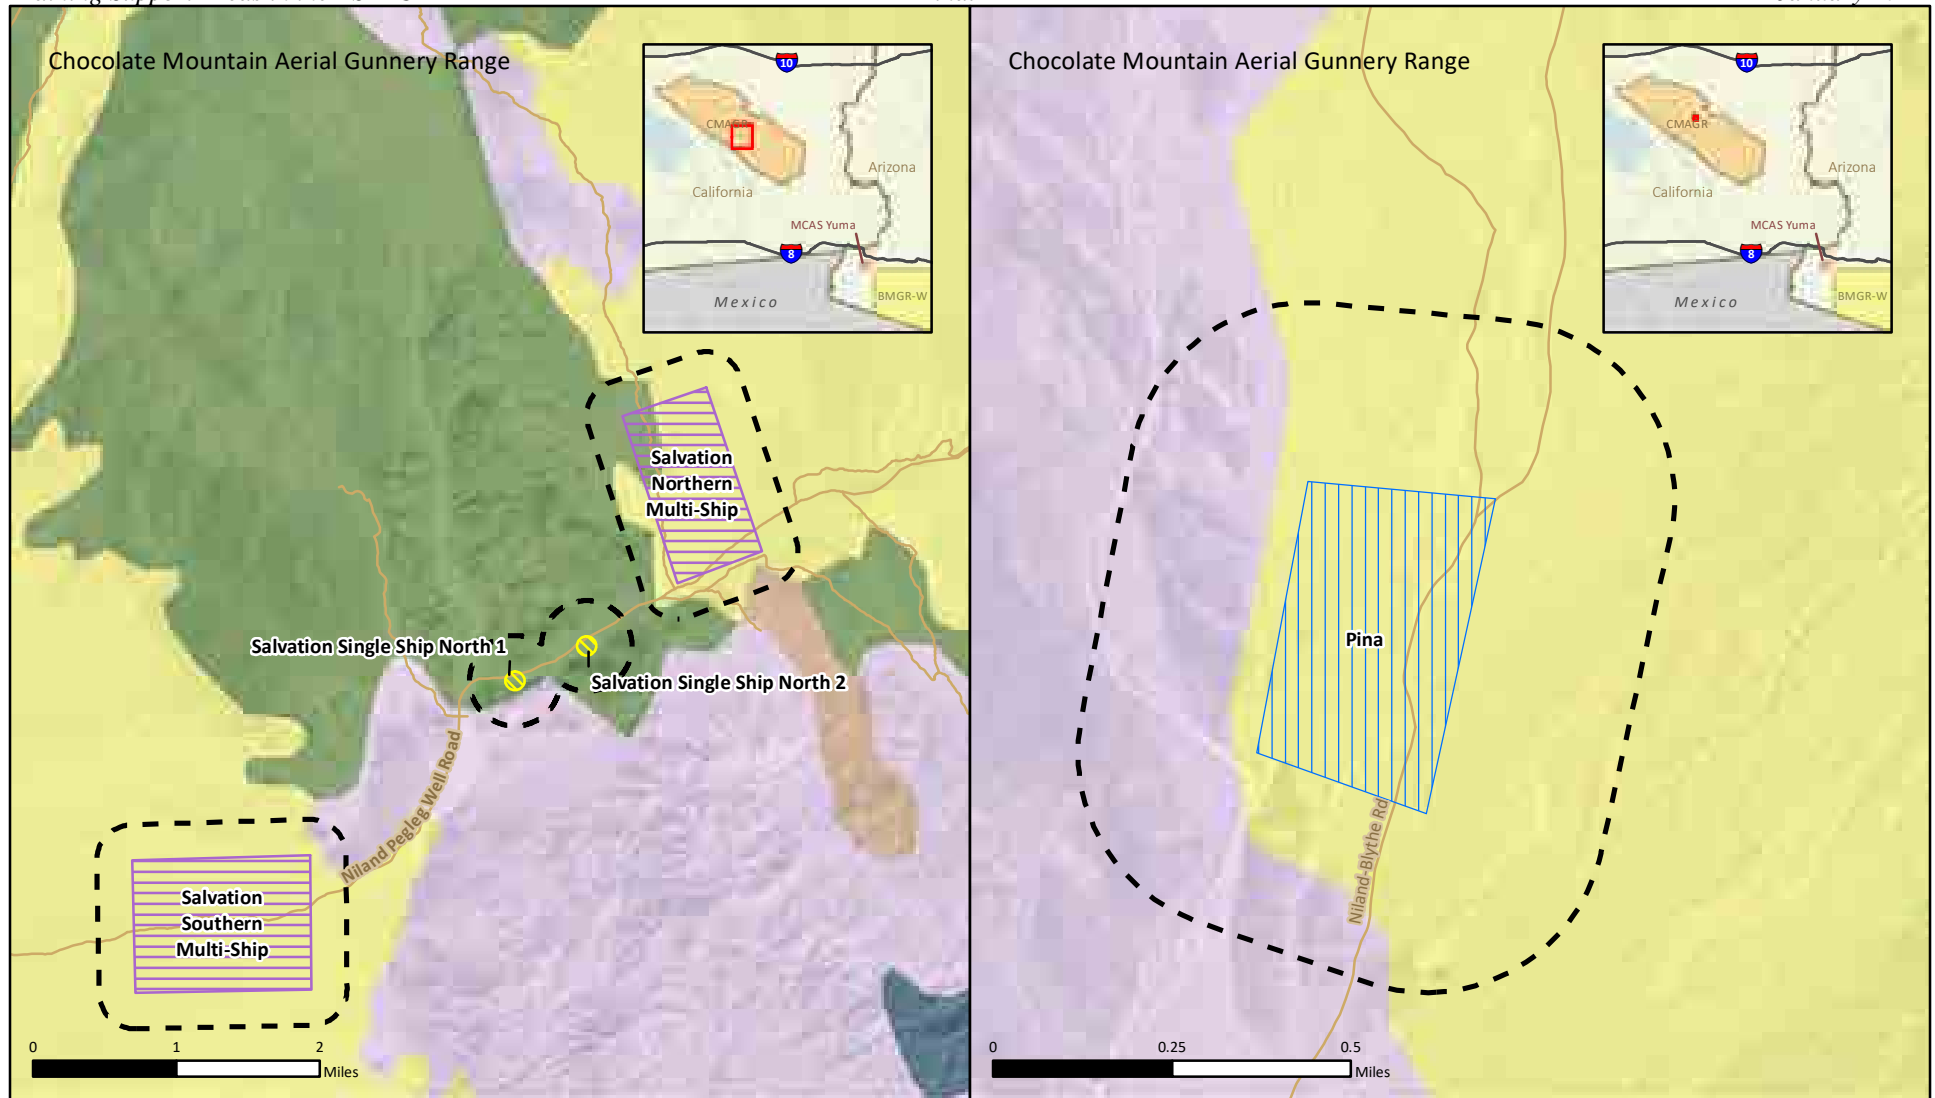 Chocolate Mountain Aerial Gunnery Range
10
CMAGR
Arizona
California
MCAS Yuma
8
Mexico
BMGR-W
Salvation
Northern
Multi-Ship
Salvation Single Ship North 1
Salvation Single Ship North 2
Niland Pegleg Well Road
Salvation
Southern
Multi-Ship
0 1 2
Miles
Chocolate Mountain Aerial Gunnery Range
10
CMAGR
Arizona
California
MCAS Yuma
8
Mexico
BMGR-W
Pina
Niland-Blythe Rd
0 0.25 0.5
Miles